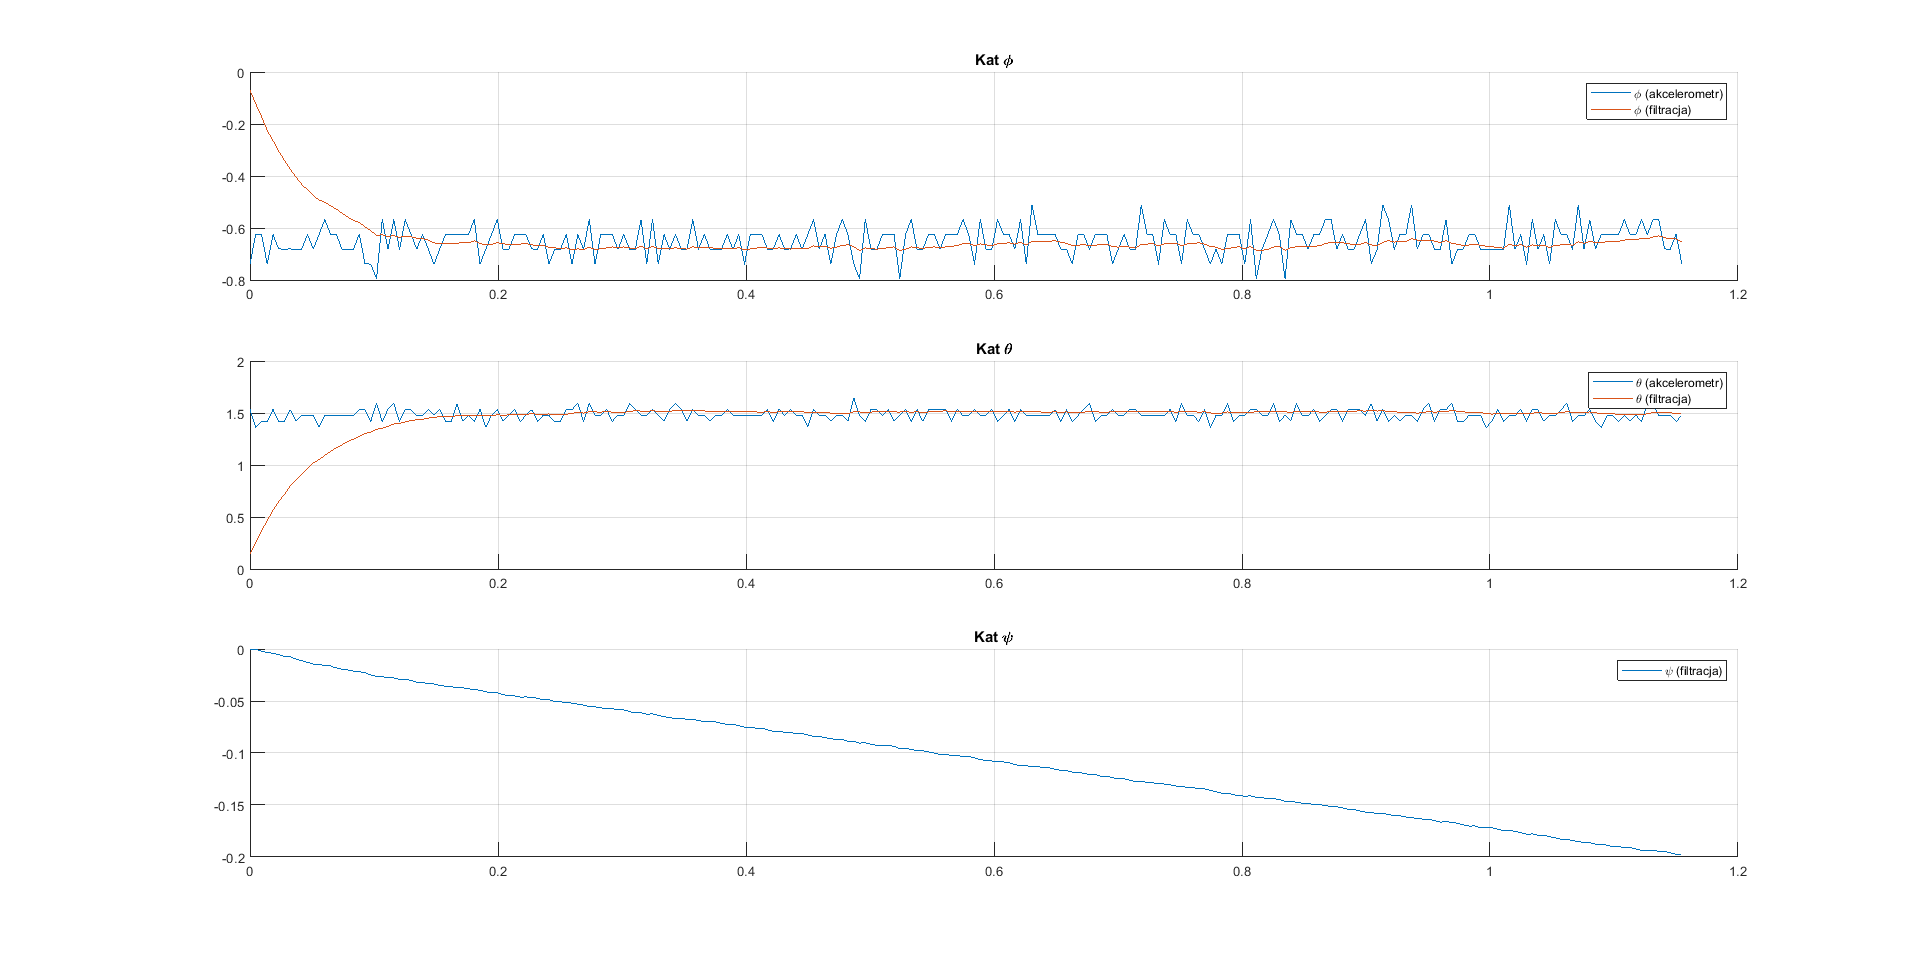 Kat ϕ
0
-0.2
-0.4
-0.6
-0.8
ϕ (akcelerometr)
ϕ (filtracja)
0 0.2 0.4 0.6 0.8 1 1.2
Kat θ
2
1.5
1
0.5
0
θ (akcelerometr)
θ (filtracja)
0 0.2 0.4 0.6 0.8 1 1.2
Kat ψ
0
-0.05
-0.1
-0.15
-0.2
ψ (filtracja)
0 0.2 0.4 0.6 0.8 1 1.2